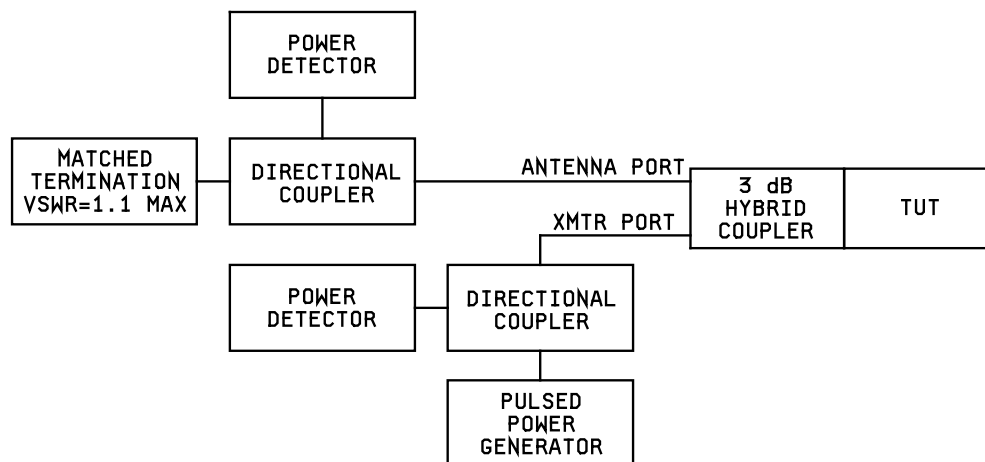 POWER
DETECTOR
MATCHED
TERMINATION
VSWR=1.1 MAX
DIRECTIONAL
COUPLER
ANTENNA PORT
3 dB
HYBRID
COUPLER
TUT
XMTR PORT
POWER
DETECTOR
DIRECTIONAL
COUPLER
PULSED
POWER
GENERATOR